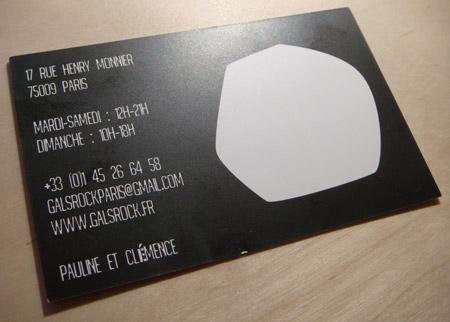 17 RUE HENRY MONNIER
75009 PARIS
MARDI-SAMEDI : 12H-21H
DIMANCHE : 10H-18H
+33 (0)1 45 26 64 58
GALSROCKPARIS@GMAIL.COM
WWW.GALSROCK.FR
PAULINE ET CLÉMENCE